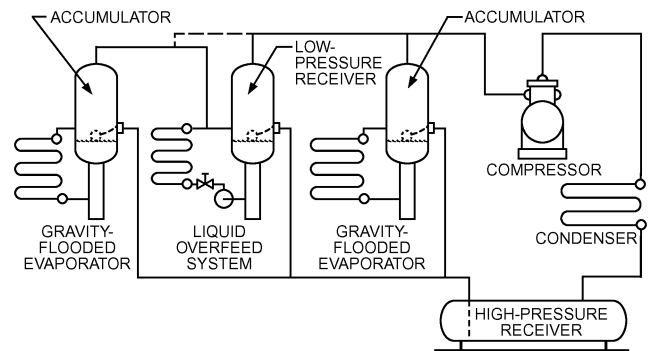 ACCUMULATOR
ACCUMULATOR
LOW-
PRESSURE
RECEIVER
COMPRESSOR
CONDENSER
GRAVITY-
FLOODED
EVAPORATOR
LIQUID
OVERFEED
SYSTEM
GRAVITY-
FLOODED
EVAPORATOR
HIGH-PRESSURE
RECEIVER